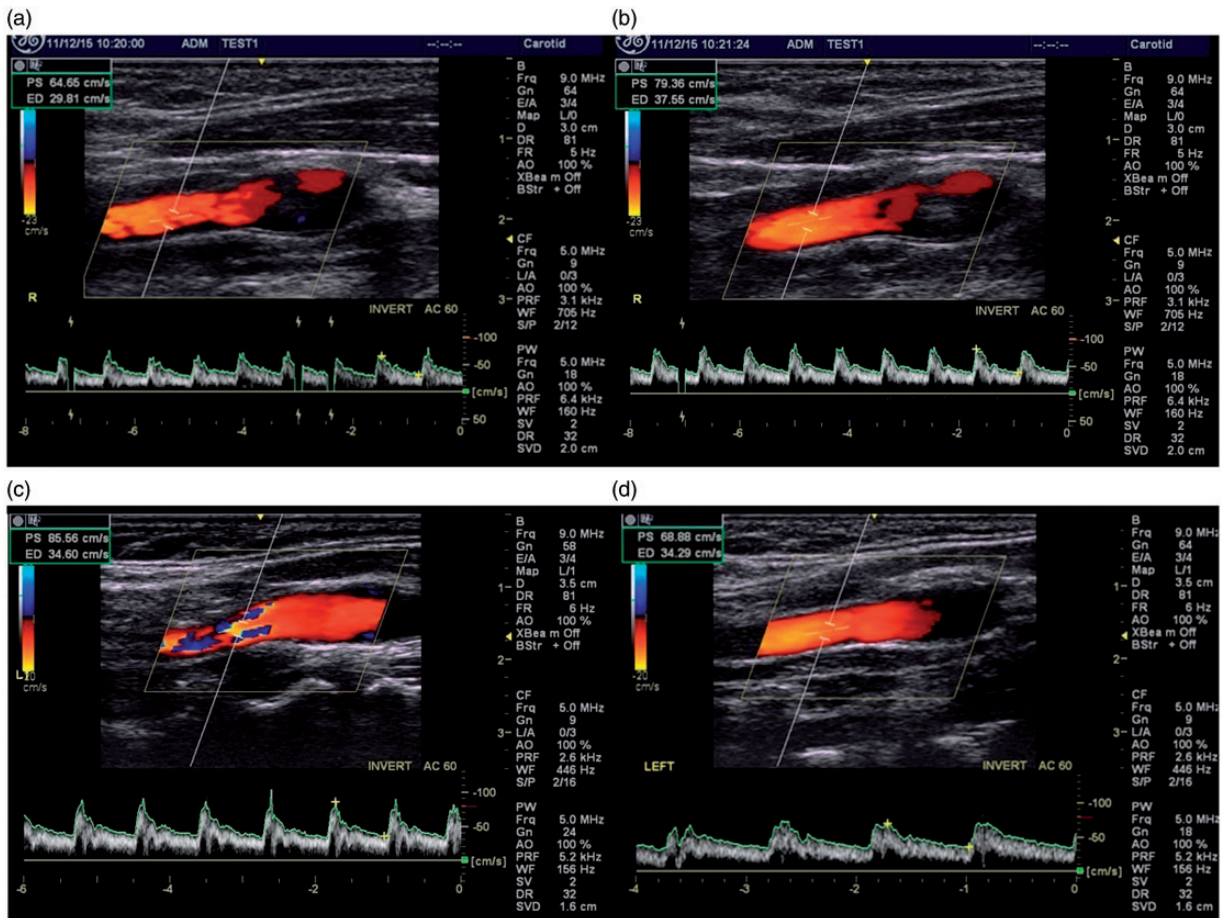 (a)
11/12/15 10:20:00 ADM TEST1 --:--:-- Carotid
PS 64.65 cm/s
ED 29.81 cm/s
-23
cm/s
R
1
2
3
B
Frq 9.0 MHz
Gn 64
E/A 3/4
Map L/0
D 3.0 cm
DR 81
FR 5 Hz
AO 100 %
XBeam Off
BStr + Off
CF
Frq 5.0 MHz
Gn 9
L/A 0/3
AO 100 %
PRF 3.1 kHz
WF 705 Hz
S/P 2/12
PW
Frq 5.0 MHz
Gn 18
AO 100 %
PRF 6.4 kHz
WF 160 Hz
SV 2
DR 32
SVD 2.0 cm
INVERT AC 60
-100
-50
[cm/s]
50
-8 -6 -4 -2 0
(b)
11/12/15 10:21:24 ADM TEST1 --:--:-- Carotid
PS 79.36 cm/s
ED 37.55 cm/s
-23
cm/s
R
1
2
3
B
Frq 9.0 MHz
Gn 64
E/A 3/4
Map L/0
D 3.0 cm
DR 81
FR 5 Hz
AO 100 %
XBeam Off
BStr + Off
CF
Frq 5.0 MHz
Gn 9
L/A 0/3
AO 100 %
PRF 3.1 kHz
WF 705 Hz
S/P 2/12
PW
Frq 5.0 MHz
Gn 18
AO 100 %
PRF 6.4 kHz
WF 160 Hz
SV 2
DR 32
SVD 2.0 cm
INVERT AC 60
-100
-50
[cm/s]
50
-8 -6 -4 -2 0
(c)
PS 85.56 cm/s
ED 34.60 cm/s
cm/s
1
2
3
B
Frq 9.0 MHz
Gn 58
E/A 3/4
Map L/1
D 3.5 cm
DR 81
FR 6 Hz
AO 100 %
XBeam Off
BStr + Off
CF
Frq 5.0 MHz
Gn 9
L/A 0/3
AO 100 %
PRF 2.6 kHz
WF 446 Hz
S/P 2/16
PW
Frq 5.0 MHz
Gn 24
AO 100 %
PRF 5.2 kHz
WF 156 Hz
SV 2
DR 32
SVD 1.6 cm
INVERT AC 60
-100
-50
[cm/s]
-6 -4 -2 0
(d)
PS 68.88 cm/s
ED 34.29 cm/s
-20
cm/s
LEFT
1
2
3
B
Frq 9.0 MHz
Gn 64
E/A 3/4
Map L/1
D 3.5 cm
DR 81
FR 6 Hz
AO 100 %
XBeam Off
BStr + Off
CF
Frq 5.0 MHz
Gn 9
L/A 0/3
AO 100 %
PRF 2.6 kHz
WF 446 Hz
S/P 2/16
PW
Frq 5.0 MHz
Gn 18
AO 100 %
PRF 5.2 kHz
WF 156 Hz
SV 2
DR 32
SVD 1.6 cm
INVERT AC 60
-100
-50
[cm/s]
-4 -3 -2 -1 0